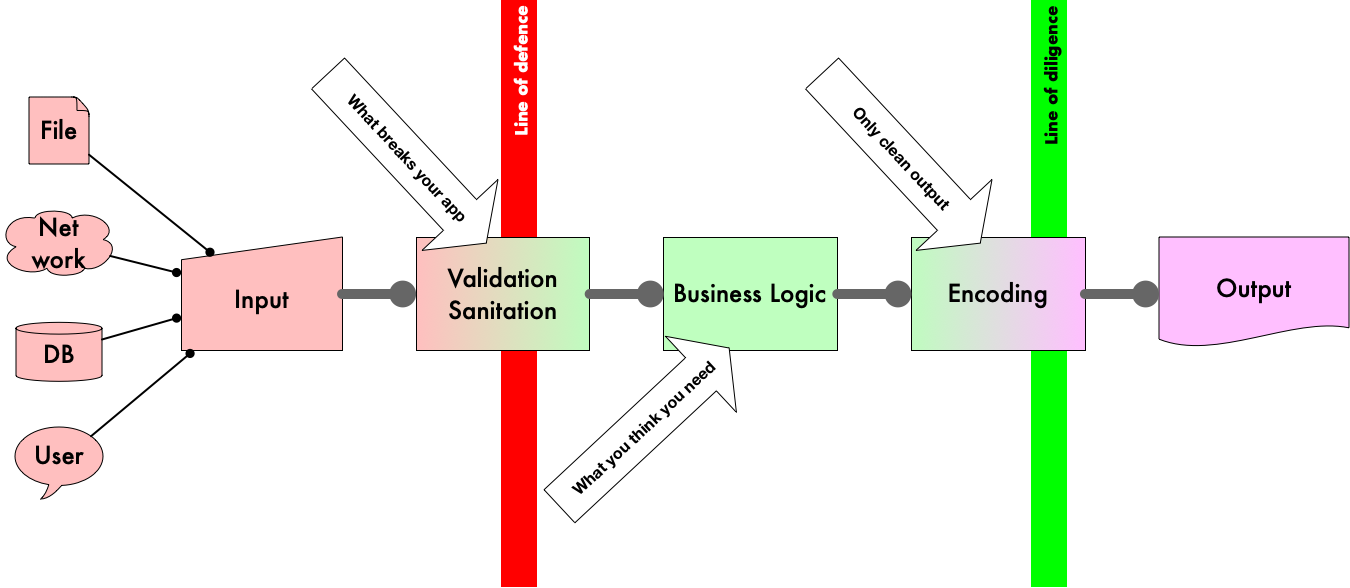 Line of defence
Line of diligence
What breaks your app
Only clean output
File
Net
work
DB
User
Input
Validation
Sanitation
Business Logic
Encoding
Output
What you think you need